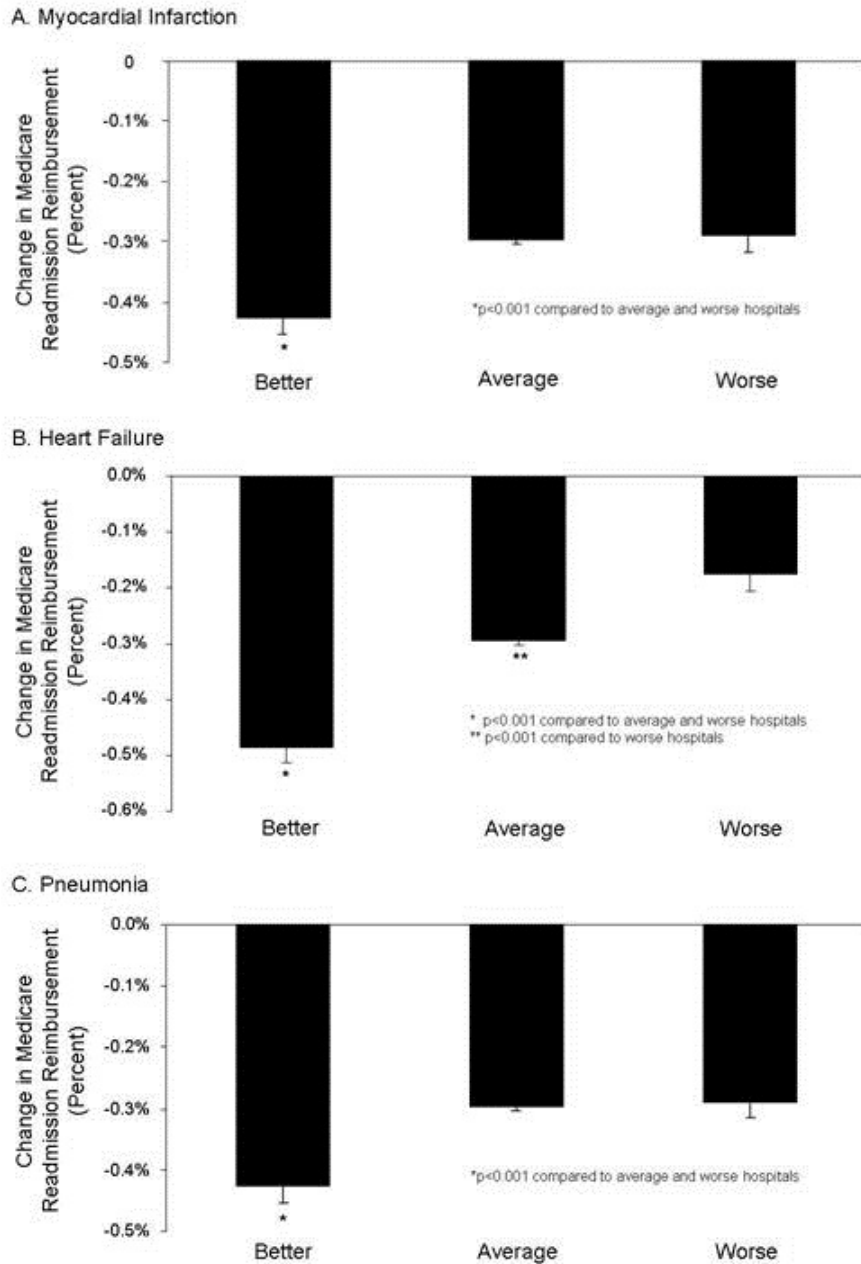 A. Myocardial Infarction
Change in Medicare
Readmission Reimbursement
(Percent)
0
-0.1%
-0.2%
-0.3%
-0.4%
-0.5%
*p<0.001 compared to average and worse hospitals
*
Better
Average
Worse
B. Heart Failure
Change in Medicare
Readmission Reimbursement
(Percent)
0.0%
-0.1%
-0.2%
-0.3%
-0.4%
-0.5%
-0.6%
**
* p<0.001 compared to average and worse hospitals
** p<0.001 compared to worse hospitals
*
Better
Average
Worse
C. Pneumonia
Change in Medicare
Readmission Reimbursement
(Percent)
0.0%
-0.1%
-0.2%
-0.3%
-0.4%
-0.5%
*p<0.001 compared to average and worse hospitals
*
Better
Average
Worse